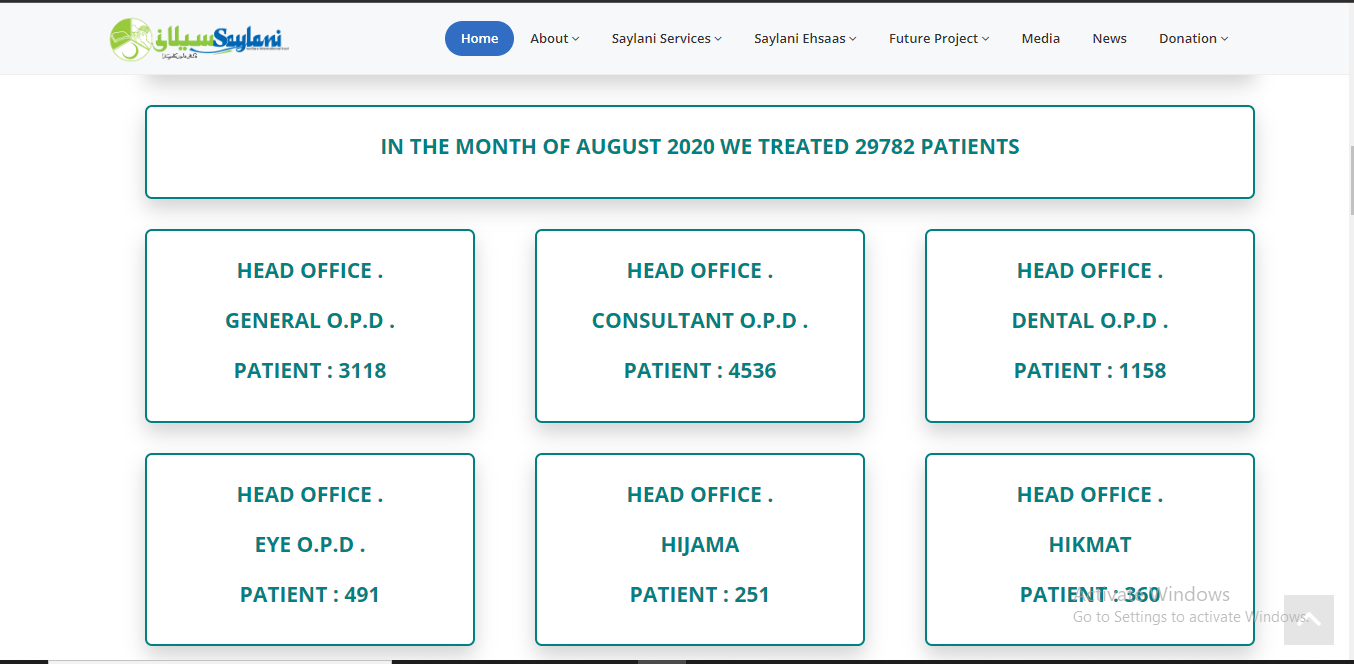 سیلانی Saylani
Home About Saylani Services Saylani Ehsaas Future Project Media News Donation
IN THE MONTH OF AUGUST 2020 WE TREATED 29782 PATIENTS
HEAD OFFICE .
GENERAL O.P.D .
PATIENT : 3118
HEAD OFFICE .
CONSULTANT O.P.D .
PATIENT : 4536
HEAD OFFICE .
DENTAL O.P.D .
PATIENT : 1158
HEAD OFFICE .
EYE O.P.D .
PATIENT : 491
HEAD OFFICE .
HIJAMA
PATIENT : 251
HEAD OFFICE .
HIKMAT
PATIENT : 360
Activate Windows
Go to Settings to activate Windows.